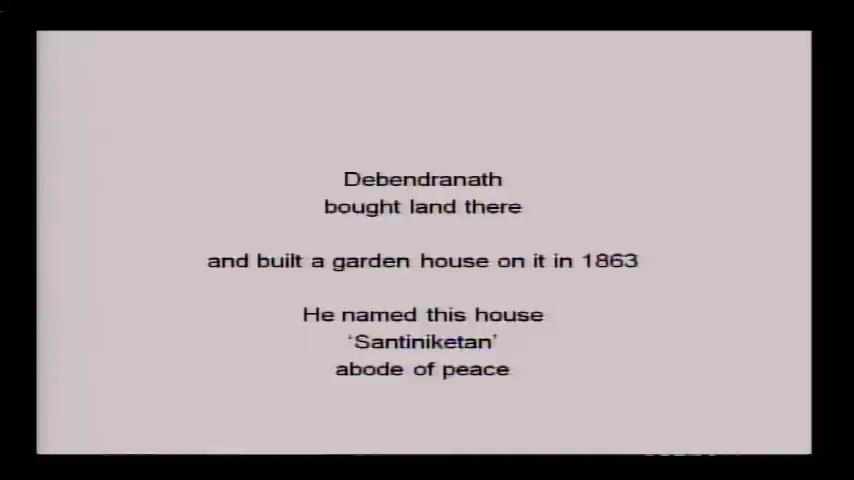 Debendranath
bought land there
and built a garden house on it in 1863
He named this house
‘Santiniketan’
abode of peace